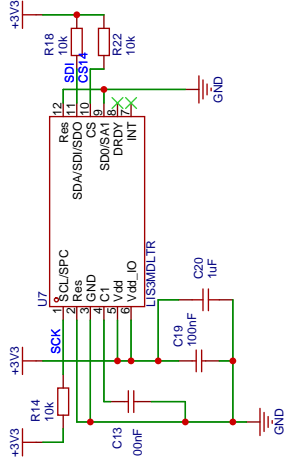 +3V3
R18
10k
R22
10k
SDI
CS14
GND
12
11
10
9
8
7
Res
SDA/SDI/SDO
CS
SD0/SA1
DRDY
INT
LIS3MDLTR
U7
SCL/SPC
Res
GND
C1
Vdd
Vdd_IO
1
2
3
4
5
6
SCK
+3V3
R14
10k
+3V3
C13
00nF
C19
100nF
C20
1uF
GND